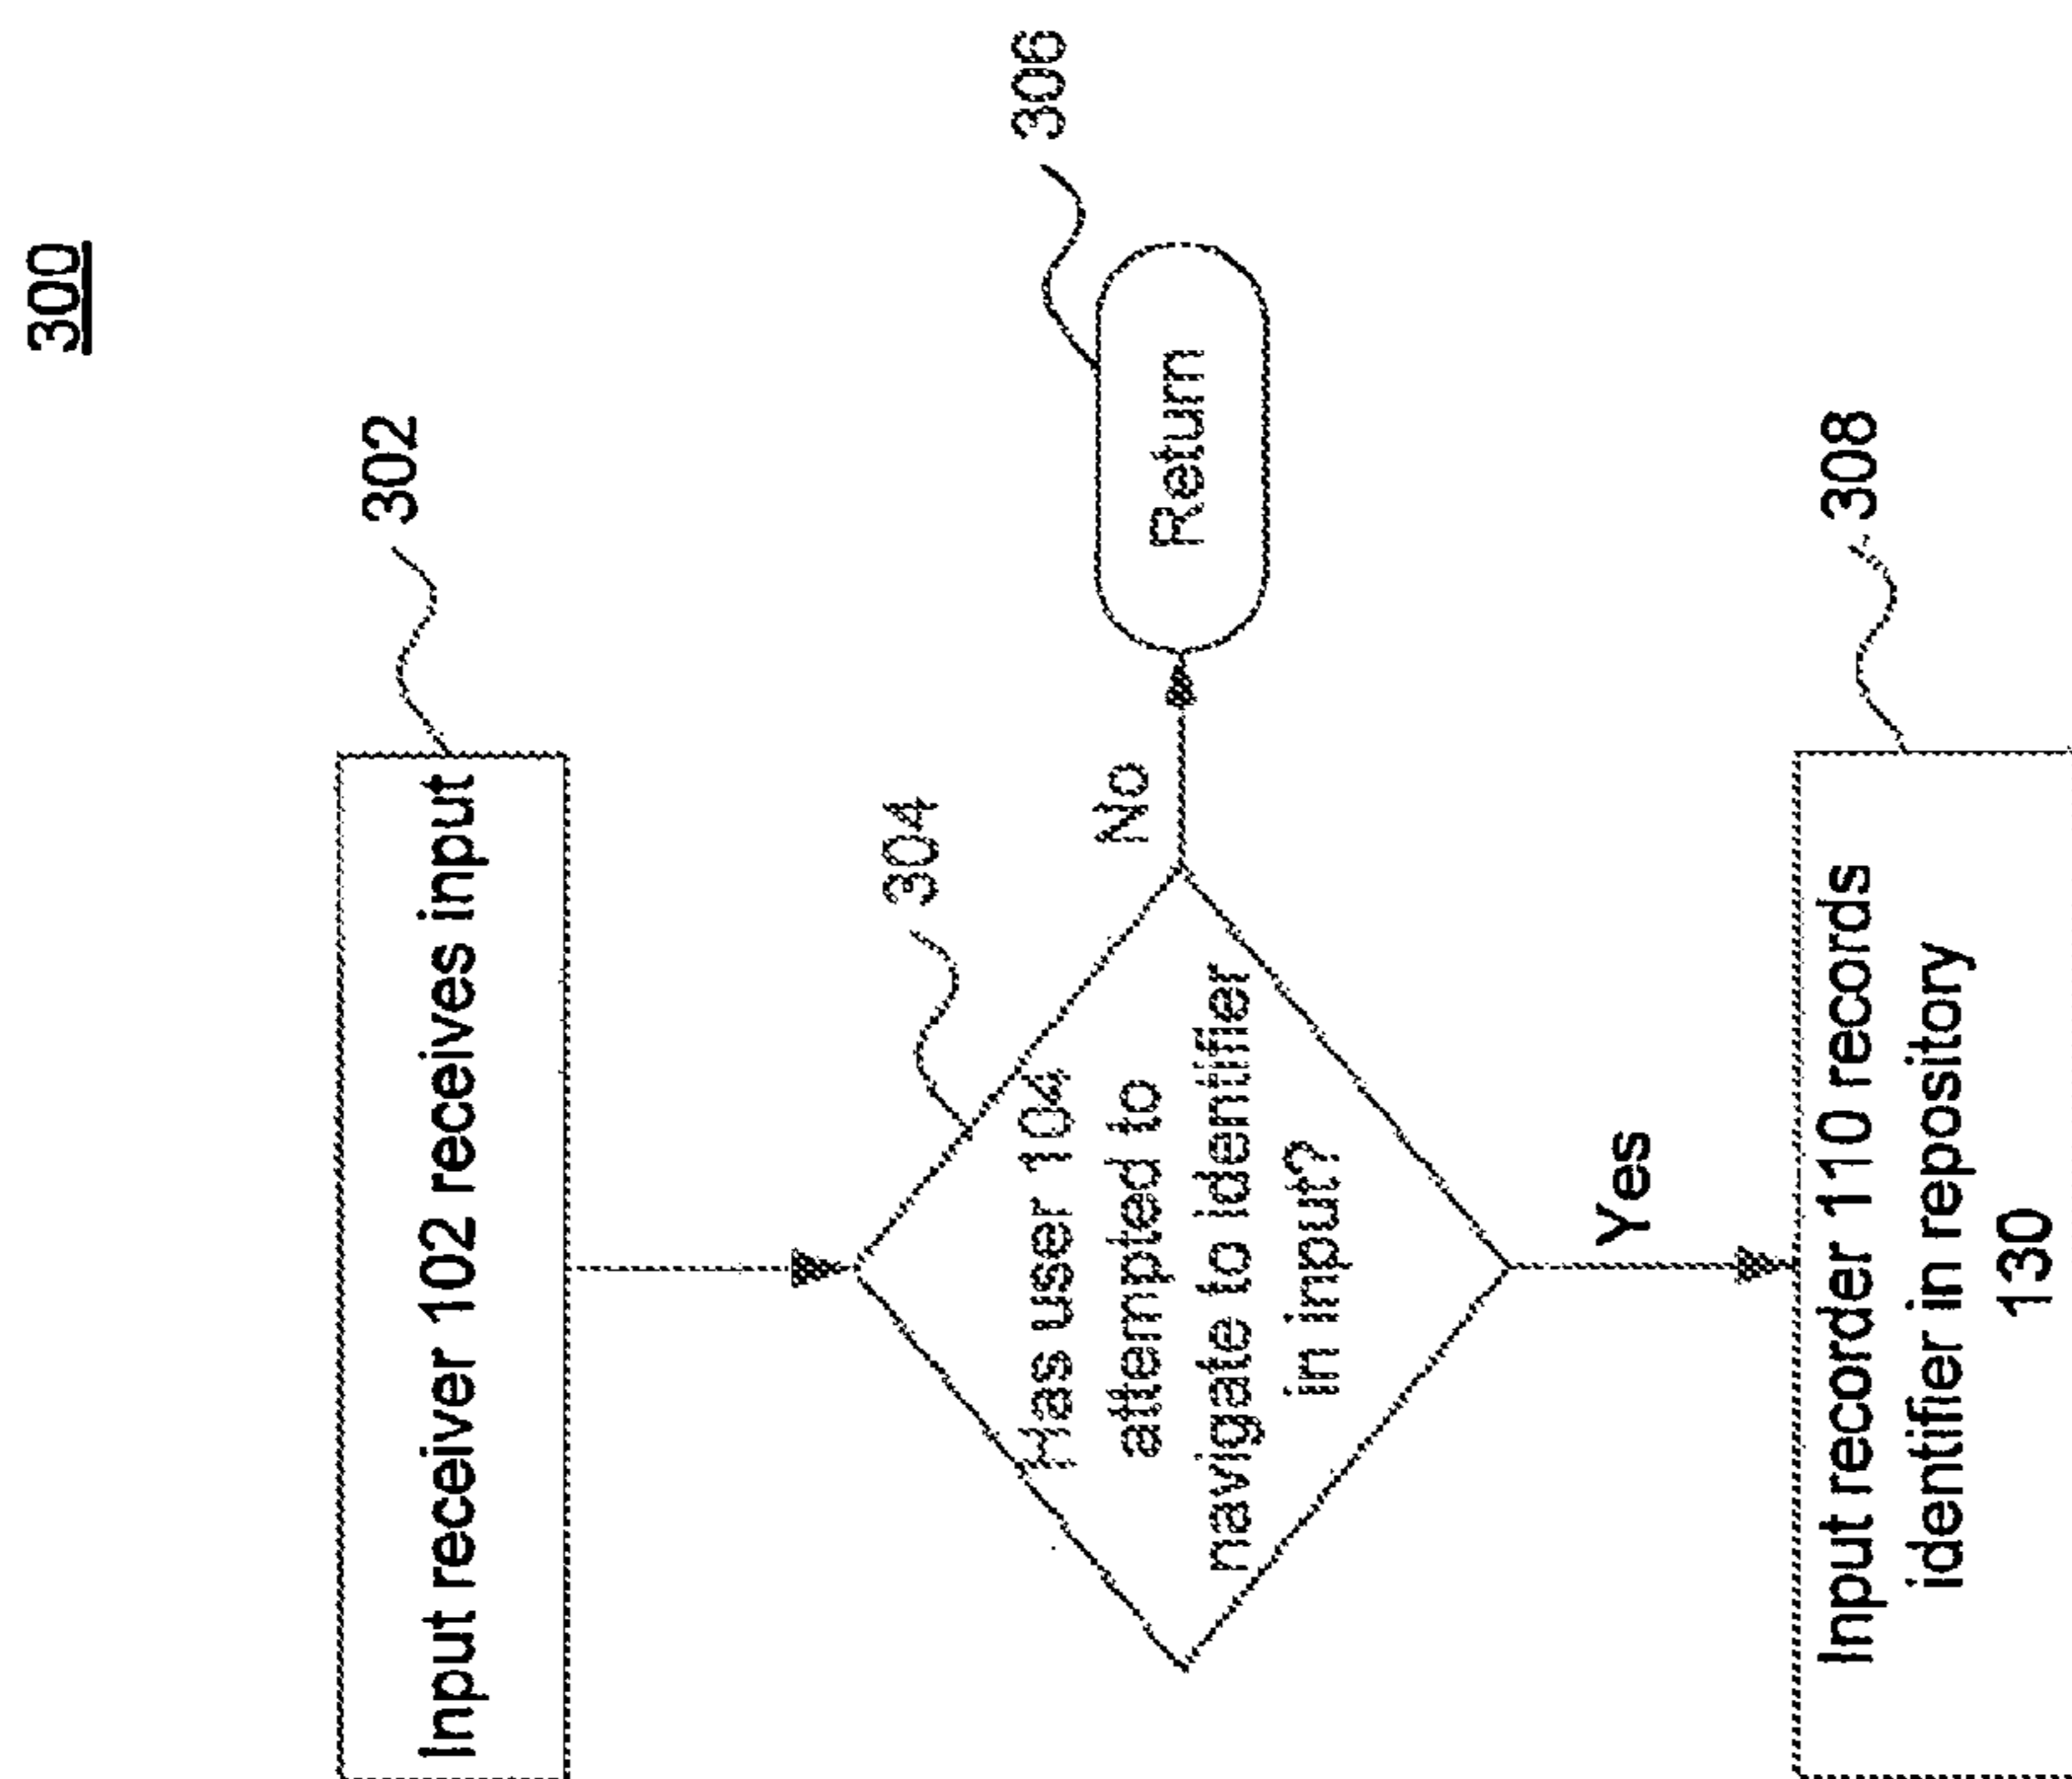 300
302
Input receiver 102 receives input
304
Has user 104
attempted to
navigate to identifier
in input?
No
306
Return
Yes
308
Input recorder 110 records
identifier in repository
130